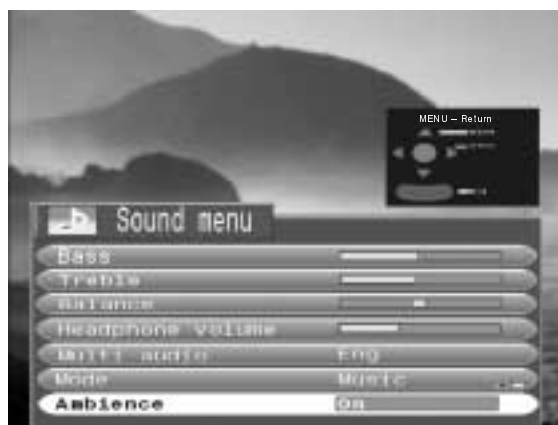 MENU – Return
Sound menu
Bass
Treble
Balance
Headphone volume
Multi audio Eng
Mode Music
Ambience On